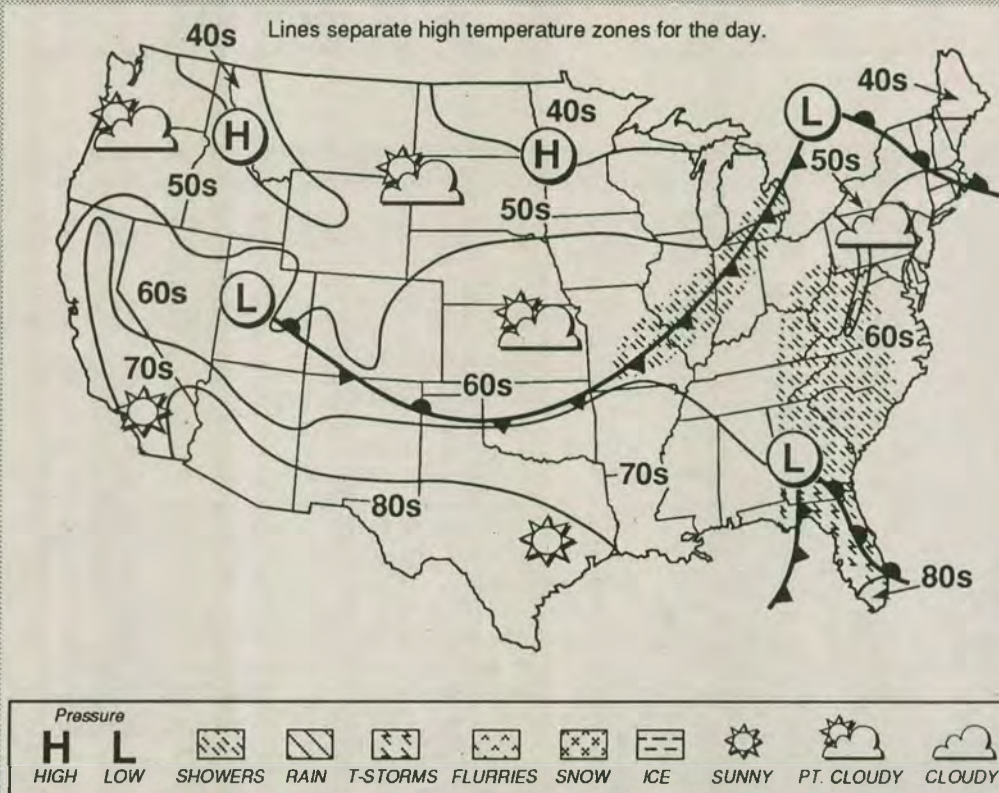 Lines separate high temperature zones for the day.
40s
40s
40s
L
H
H
50s
50s
50s
60s
L
60s
70s
60s
L
70s
80s
80s
Pressure
H L
HIGH LOW SHOWERS RAIN T-STORMS FLURRIES SNOW ICE SUNNY PT. CLOUDY CLOUDY